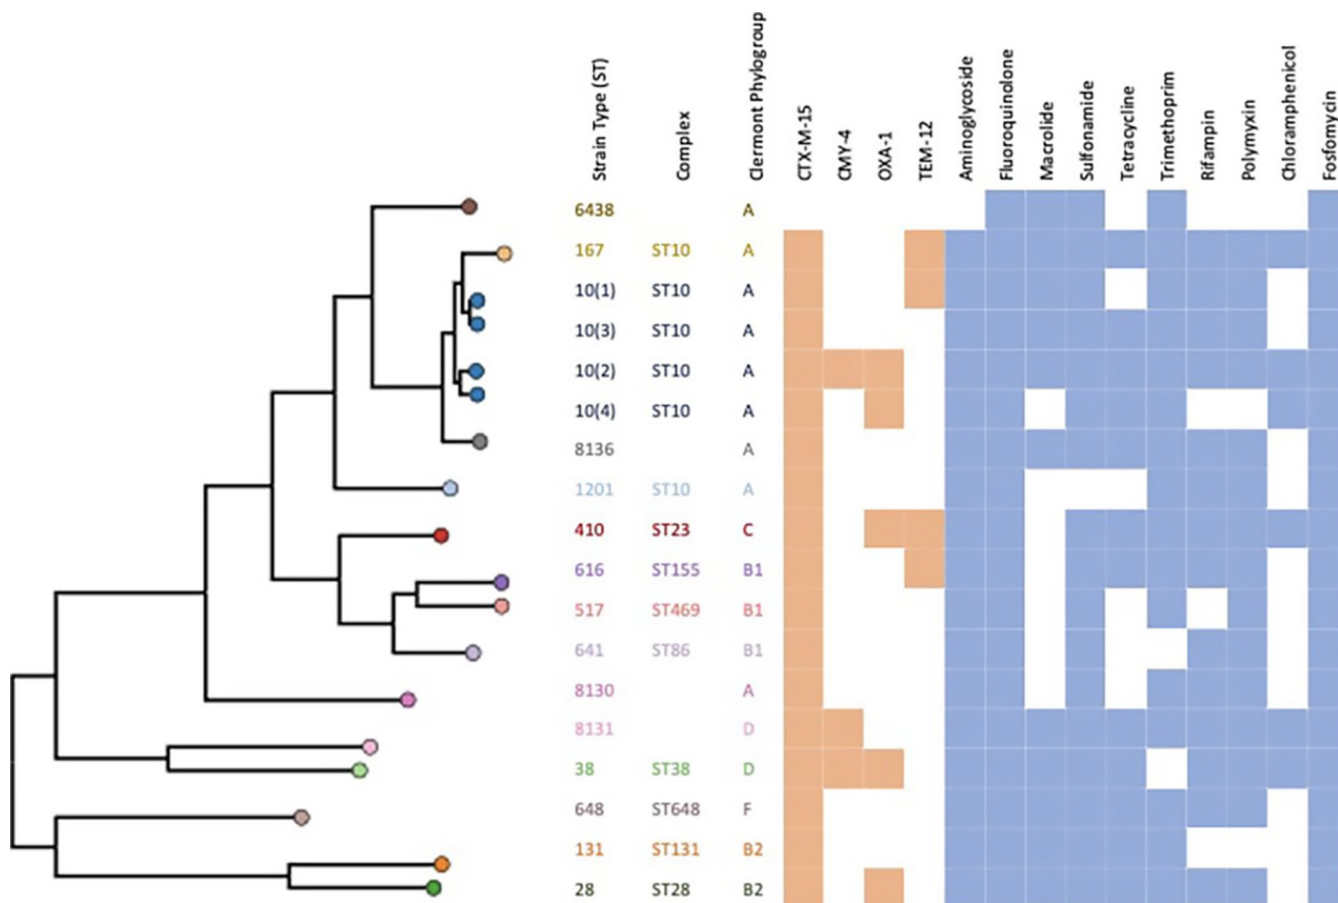 Strain Type (ST) Complex Clermont Phylogroup CTX-M-15 CMY-4 OXA-1 TEM-12 Aminoglycoside Fluoroquinolone Macrolide Sulfonamide Tetracycline Trimethoprim Rifampin Polymyxin Chloramphenicol Fosfomycin
6438 A
167 ST10 A
10(1) ST10 A
10(3) ST10 A
10(2) ST10 A
10(4) ST10 A
8136 A
1201 ST10 A
410 ST23 C
616 ST155 B1
517 ST469 B1
641 ST86 B1
8130 A
8131 D
38 ST38 D
648 ST648 F
131 ST131 B2
28 ST28 B2